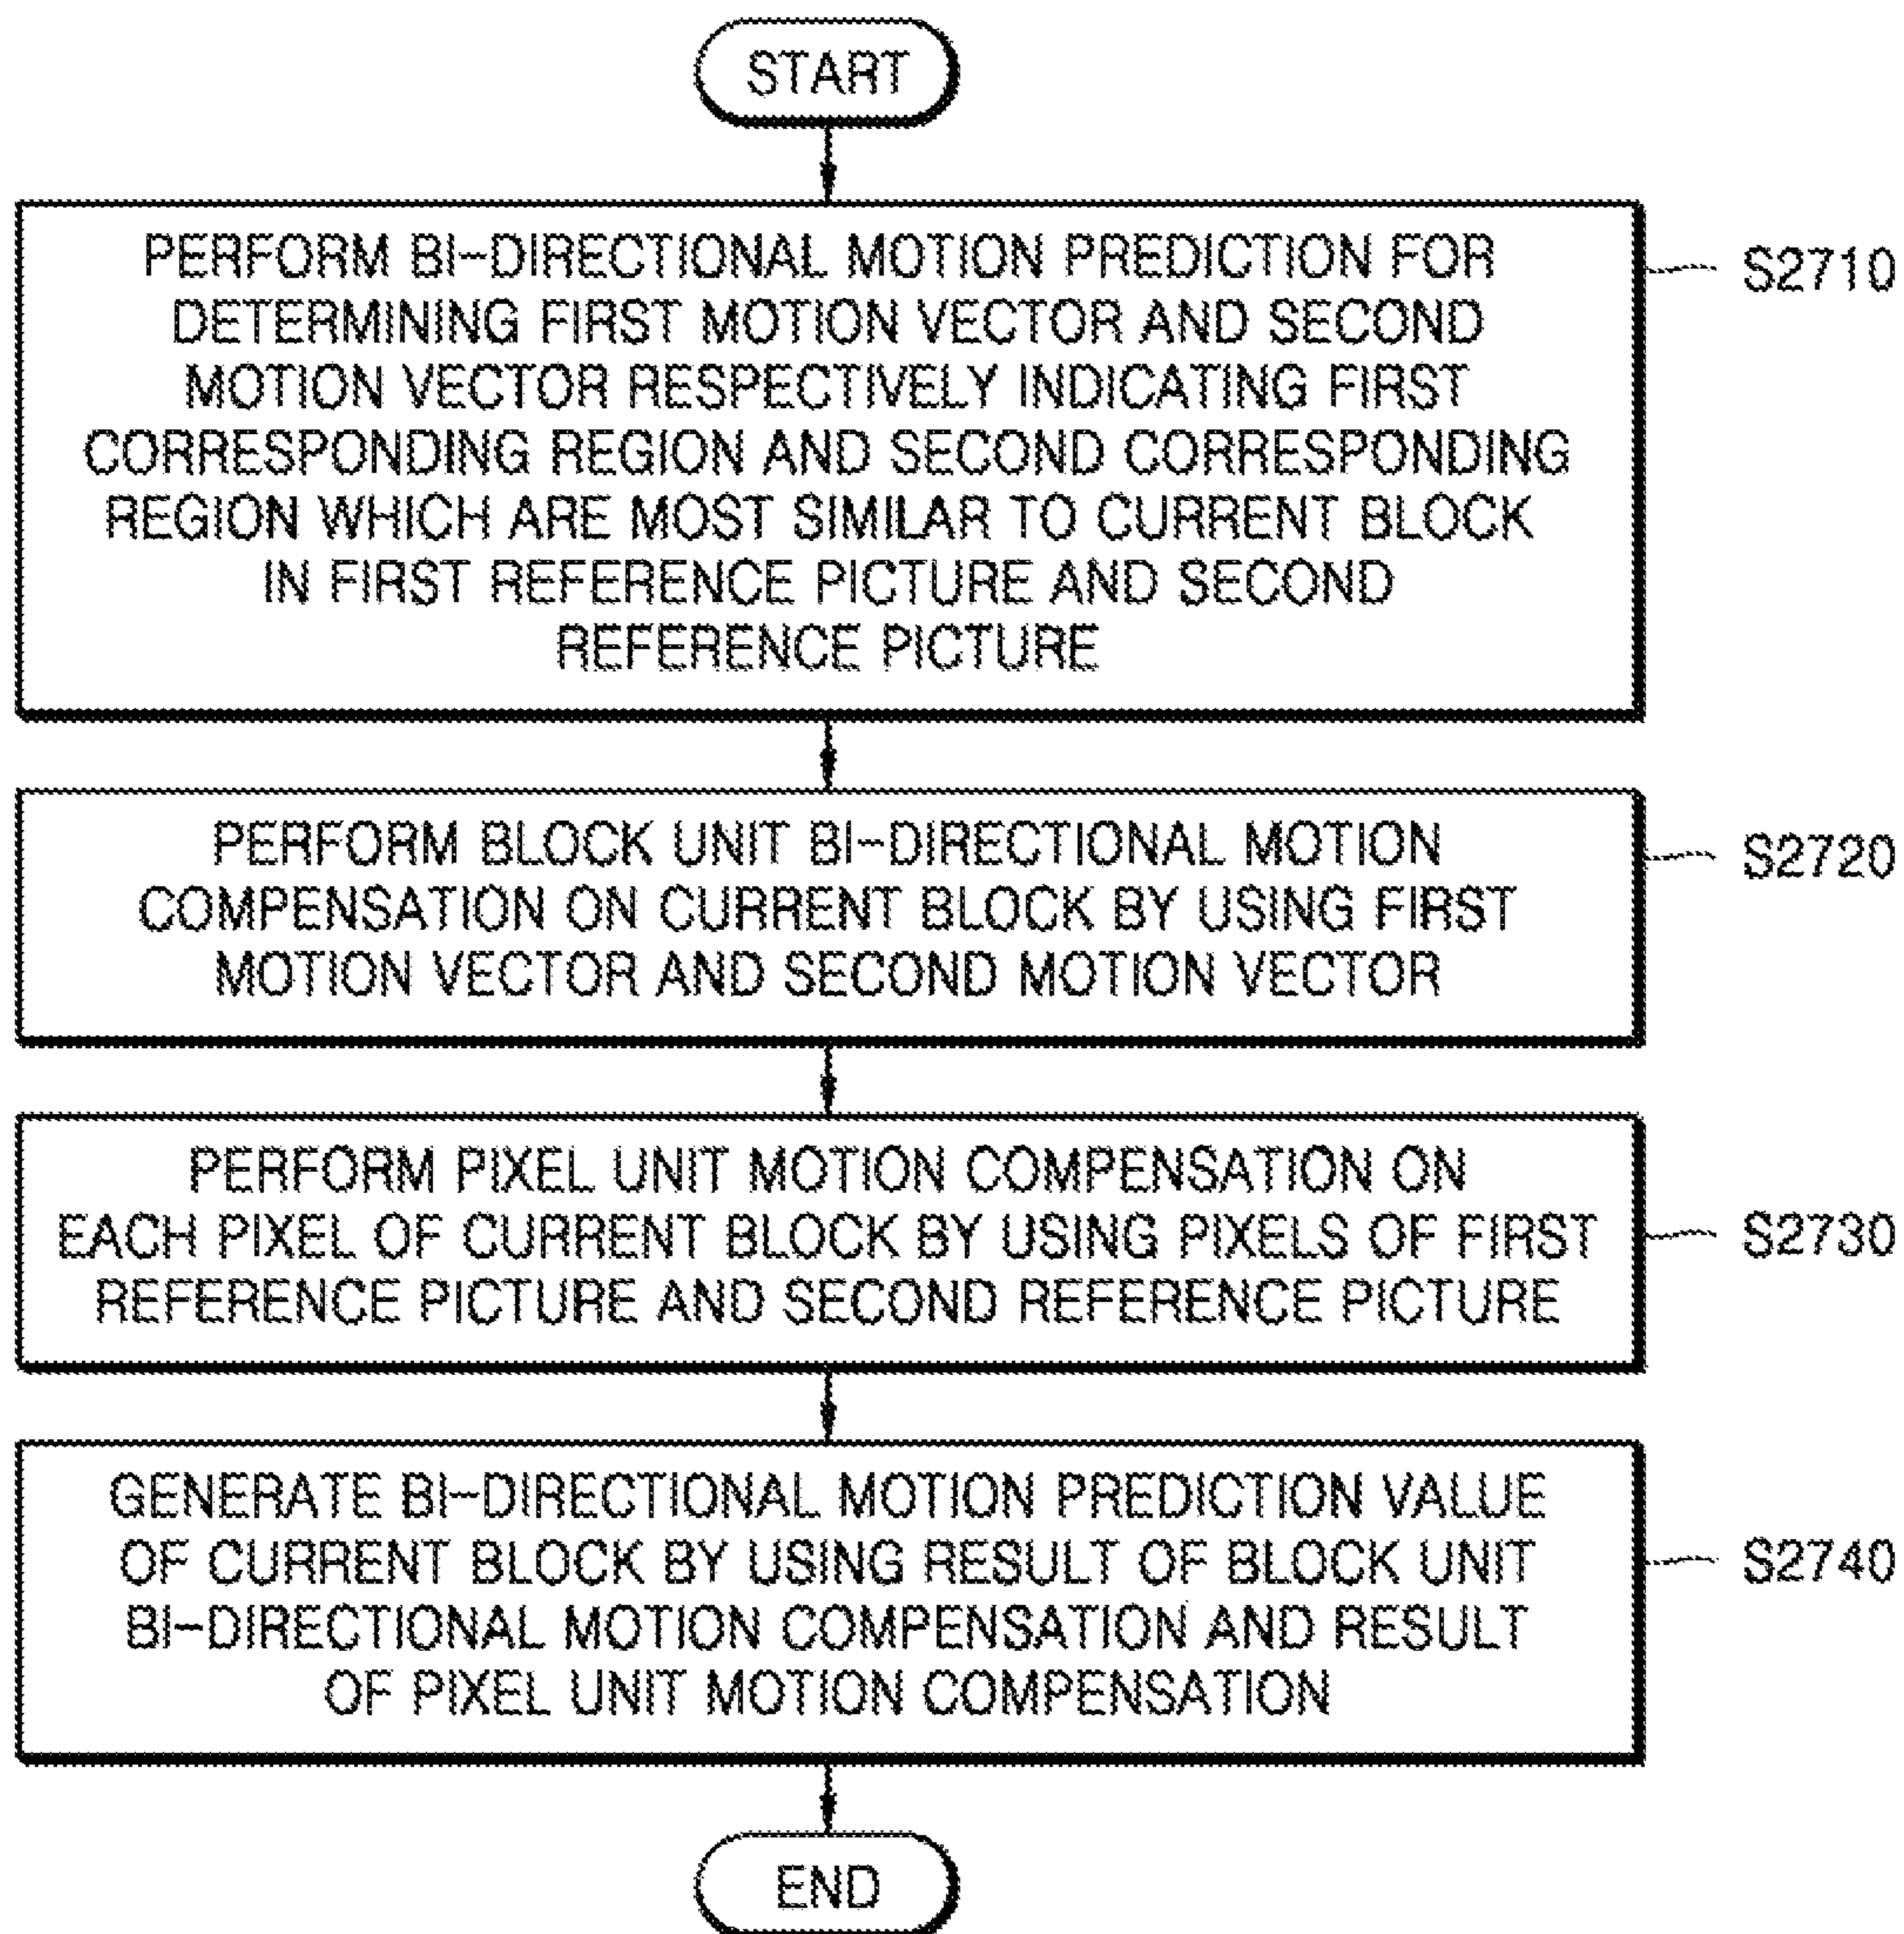 START
PERFORM BI-DIRECTIONAL MOTION PREDICTION FOR
DETERMINING FIRST MOTION VECTOR AND SECOND
MOTION VECTOR RESPECTIVELY INDICATING FIRST
CORRESPONDING REGION AND SECOND CORRESPONDING
REGION WHICH ARE MOST SIMILAR TO CURRENT BLOCK
IN FIRST REFERENCE PICTURE AND SECOND
REFERENCE PICTURE
S2710
PERFORM BLOCK UNIT BI-DIRECTIONAL MOTION
COMPENSATION ON CURRENT BLOCK BY USING FIRST
MOTION VECTOR AND SECOND MOTION VECTOR
S2720
PERFORM PIXEL UNIT MOTION COMPENSATION ON
EACH PIXEL OF CURRENT BLOCK BY USING PIXELS OF FIRST
REFERENCE PICTURE AND SECOND REFERENCE PICTURE
S2730
GENERATE BI-DIRECTIONAL MOTION PREDICTION VALUE
OF CURRENT BLOCK BY USING RESULT OF BLOCK UNIT
BI-DIRECTIONAL MOTION COMPENSATION AND RESULT
OF PIXEL UNIT MOTION COMPENSATION
S2740
END